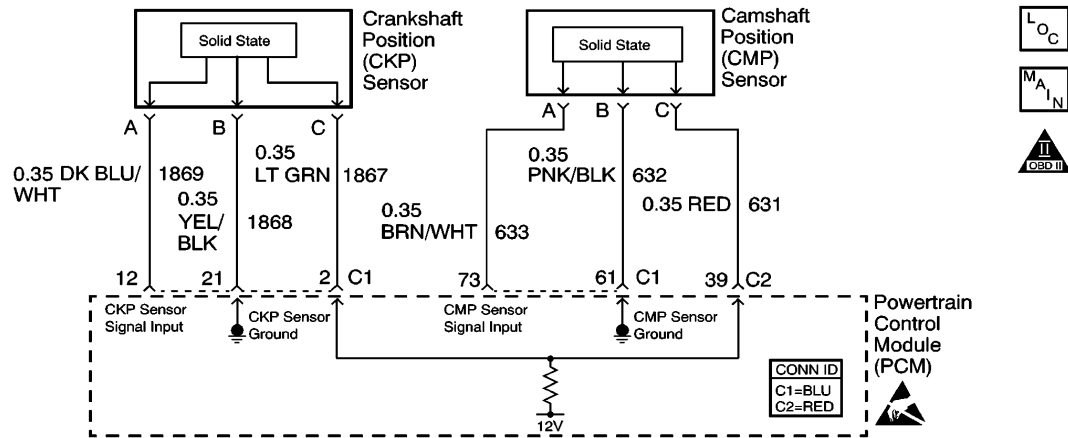 Crankshaft
Position
(CKP)
Sensor
Solid State
Camshaft
Position
(CMP)
Sensor
Solid State
LOC
MAIN
II
OBD II
A
B
C
A
B
C
0.35 DK BLU/
WHT
1869
0.35
YEL/
BLK
1868
0.35
LT GRN
1867
0.35
BRN/WHT
633
0.35
PNK/BLK
632
0.35 RED
631
12
21
2
C1
73
61
C1
39
C2
CKP Sensor
Signal Input
CKP Sensor
Ground
CMP Sensor
Signal Input
CMP Sensor
Ground
Powertrain
Control
Module
(PCM)
12V
CONN ID
C1=BLU
C2=RED